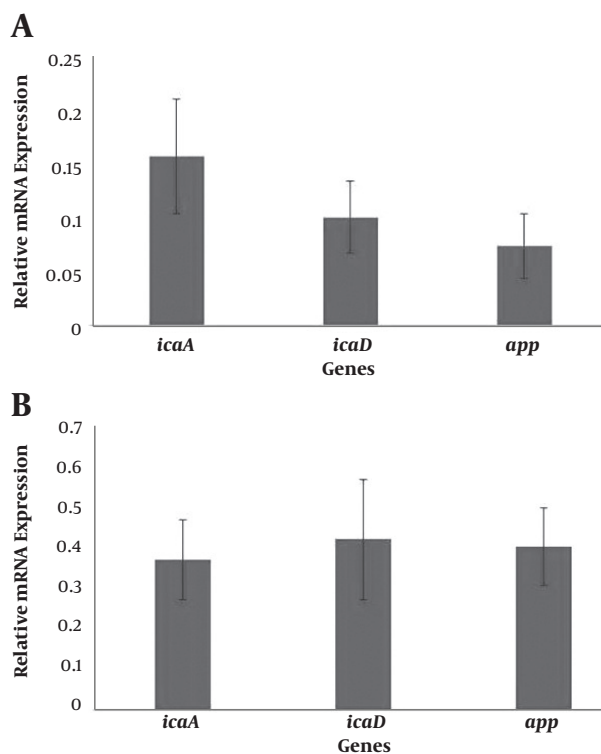 A
Relative mRNA Expression
0.25
0.2
0.15
0.1
0.05
0
icaA icaD app
Genes
B
Relative mRNA Expression
0.7
0.6
0.5
0.4
0.3
0.2
0.1
0
icaA icaD app
Genes